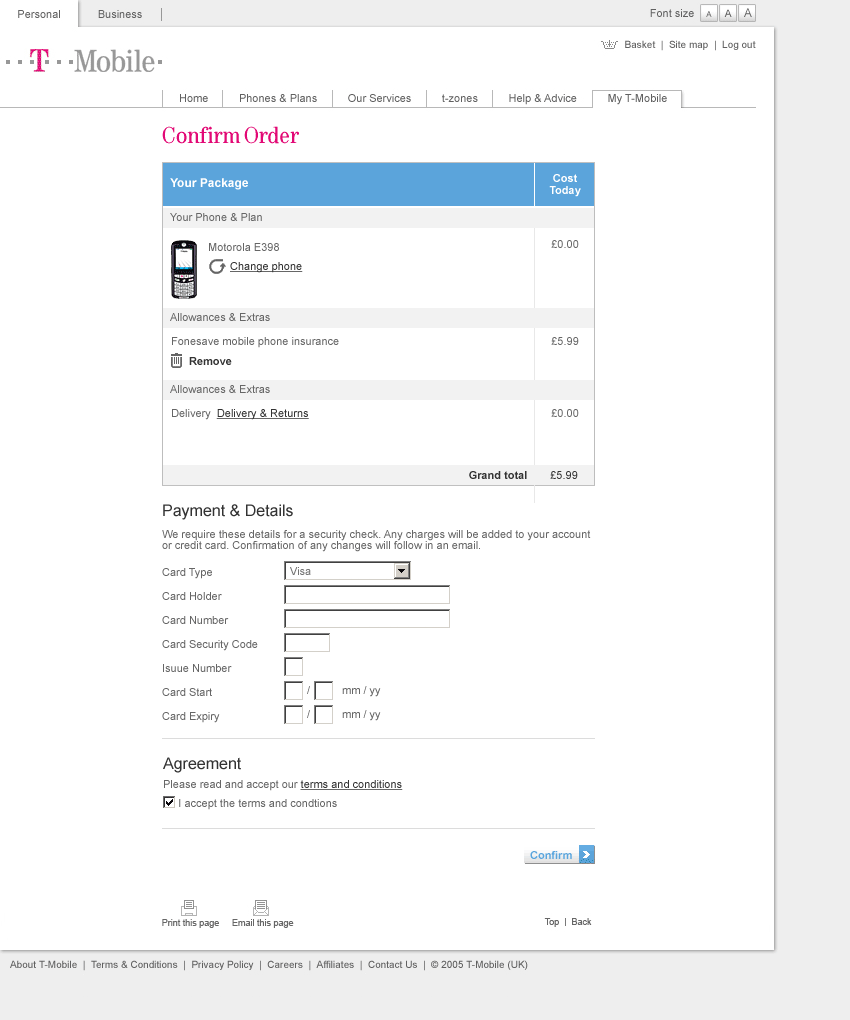 Personal Business Font size A A A
Basket | Site map | Log out
T Mobile
Home Phones & Plans Our Services t-zones Help & Advice My T-Mobile
Confirm Order
Your Package Cost Today
Your Phone & Plan
Motorola E398 £0.00
Change phone
Allowances & Extras
Fonesave mobile phone insurance £5.99
Remove
Allowances & Extras
Delivery Delivery & Returns £0.00
Grand total £5.99
Payment & Details
We require these details for a security check. Any charges will be added to your account
or credit card. Confirmation of any changes will follow in an email.
Card Type Visa
Card Holder
Card Number
Card Security Code
Isuue Number
Card Start / mm / yy
Card Expiry / mm / yy
Agreement
Please read and accept our terms and conditions
I accept the terms and condtions
Confirm
Print this page Email this page Top | Back
About T-Mobile | Terms & Conditions | Privacy Policy | Careers | Affiliates | Contact Us | © 2005 T-Mobile (UK)